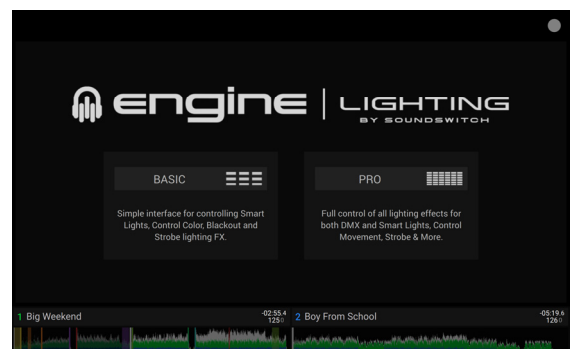 engine | LIGHTING
BY SOUNDSWITCH
BASIC
Simple interface for controlling Smart
Lights, Control Color, Blackout and
Strobe lighting FX.
PRO
Full control of all lighting effects for
both DMX and Smart Lights, Control
Movement, Strobe & More.
1 Big Weekend
-02:55.4
125.0
2 Boy From School
-05:19.6
126.0